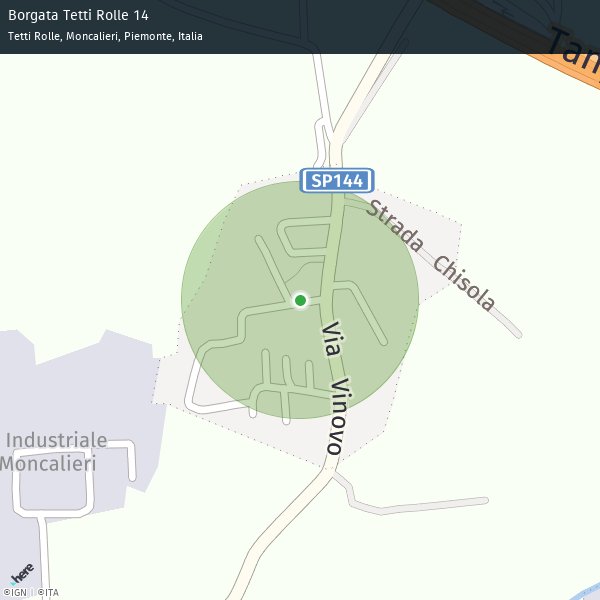 Borgata Tetti Rolle 14
Tetti Rolle, Moncalieri, Piemonte, Italia
SP144
Strada Chisola
Via Vinovo
Industriale
Moncalieri
here
©IGN | ©ITA